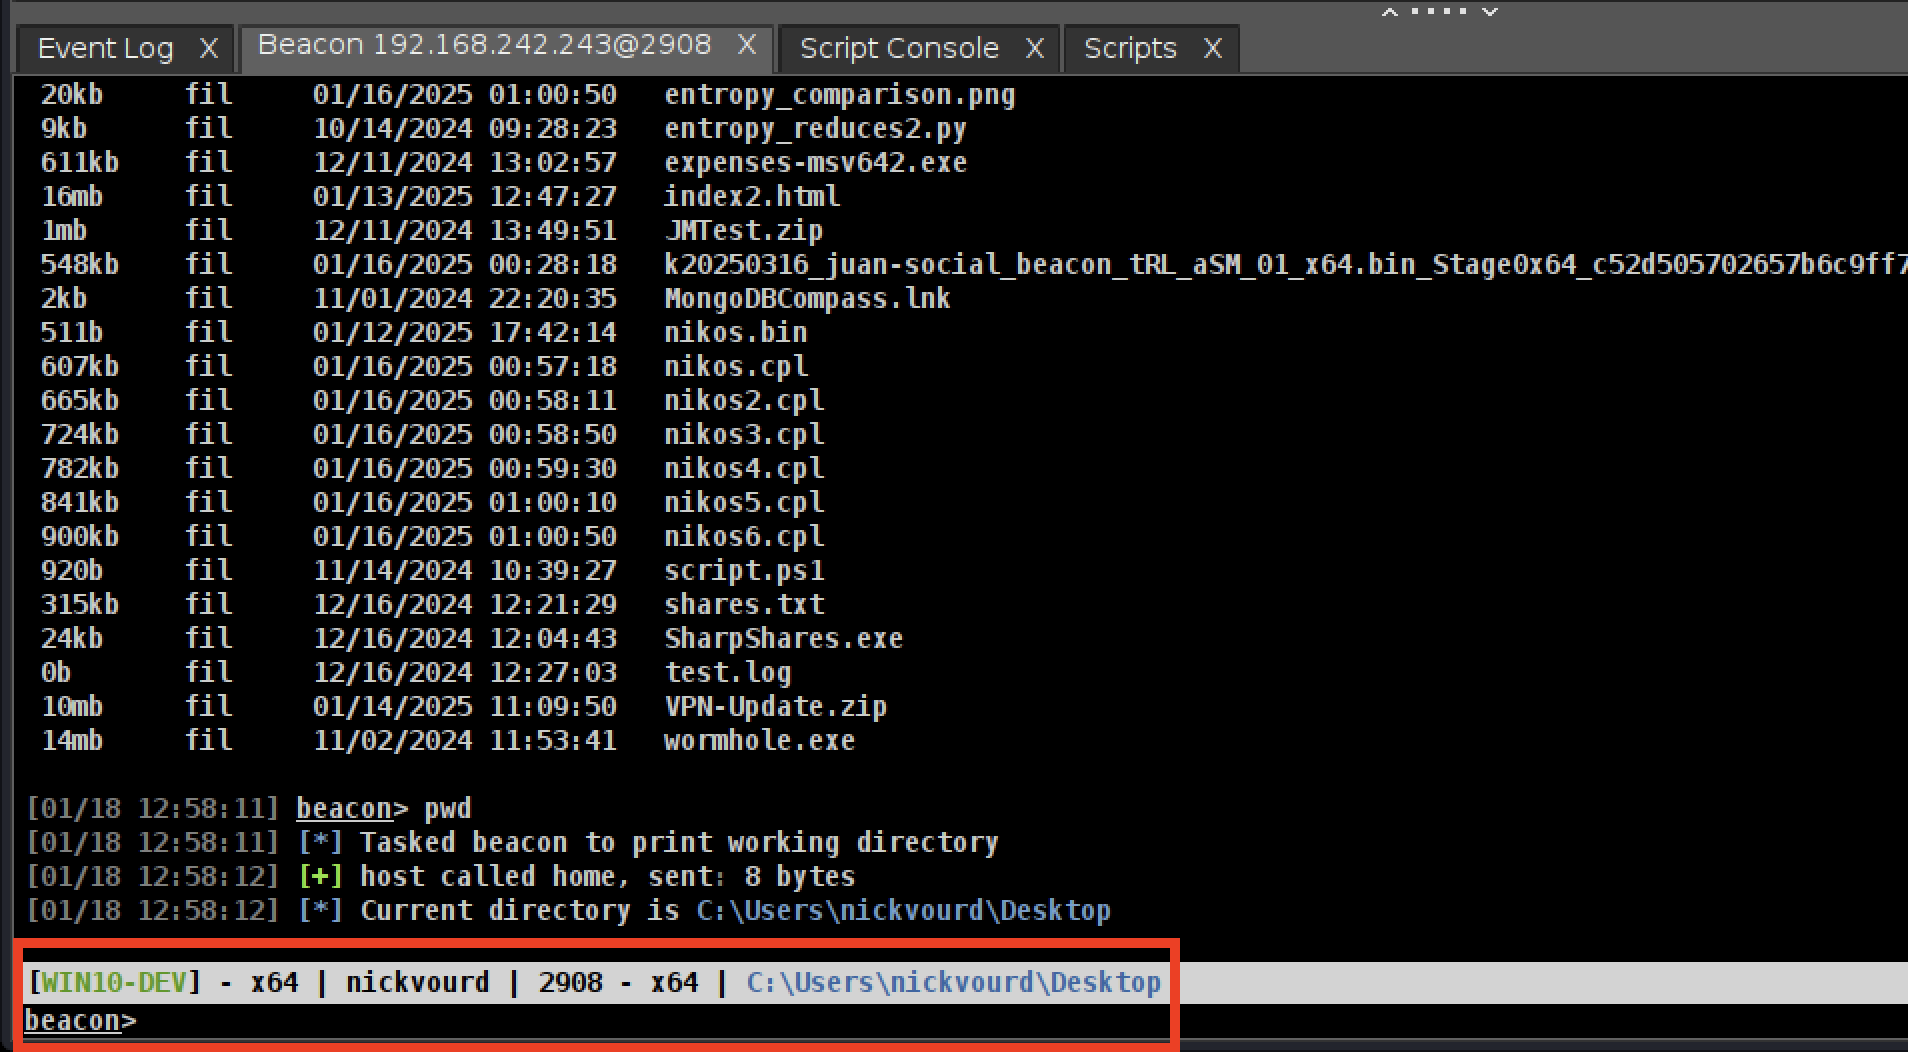 Event Log X Beacon 192.168.242.243@2908 X Script Console X Scripts X
20kb fil 01/16/2025 01:00:50 entropy_comparison.png
9kb fil 10/14/2024 09:28:23 entropy_reduces2.py
611kb fil 12/11/2024 13:02:57 expenses-msv642.exe
16mb fil 01/13/2025 12:47:27 index2.html
1mb fil 12/11/2024 13:49:51 JMTest.zip
548kb fil 01/16/2025 00:28:18 k20250316_juan-social_beacon_tRL_aSM_01_x64.bin_Stage0x64_c52d505702657b6c9ff7
2kb fil 11/01/2024 22:20:35 MongoDBCompass.lnk
511b fil 01/12/2025 17:42:14 nikos.bin
607kb fil 01/16/2025 00:57:18 nikos.cpl
665kb fil 01/16/2025 00:58:11 nikos2.cpl
724kb fil 01/16/2025 00:58:50 nikos3.cpl
782kb fil 01/16/2025 00:59:30 nikos4.cpl
841kb fil 01/16/2025 01:00:10 nikos5.cpl
900kb fil 01/16/2025 01:00:50 nikos6.cpl
920b fil 11/14/2024 10:39:27 script.ps1
315kb fil 12/16/2024 12:21:29 shares.txt
24kb fil 12/16/2024 12:04:43 SharpShares.exe
0b fil 12/16/2024 12:27:03 test.log
10mb fil 01/14/2025 11:09:50 VPN-Update.zip
14mb fil 11/02/2024 11:53:41 wormhole.exe
[01/18 12:58:11] beacon> pwd
[01/18 12:58:11] [*] Tasked beacon to print working directory
[01/18 12:58:12] [+] host called home, sent: 8 bytes
[01/18 12:58:12] [*] Current directory is C:\Users\nickvourd\Desktop
[WIN10-DEV] - x64 | nickvourd | 2908 - x64 | C:\Users\nickvourd\Desktop
beacon>